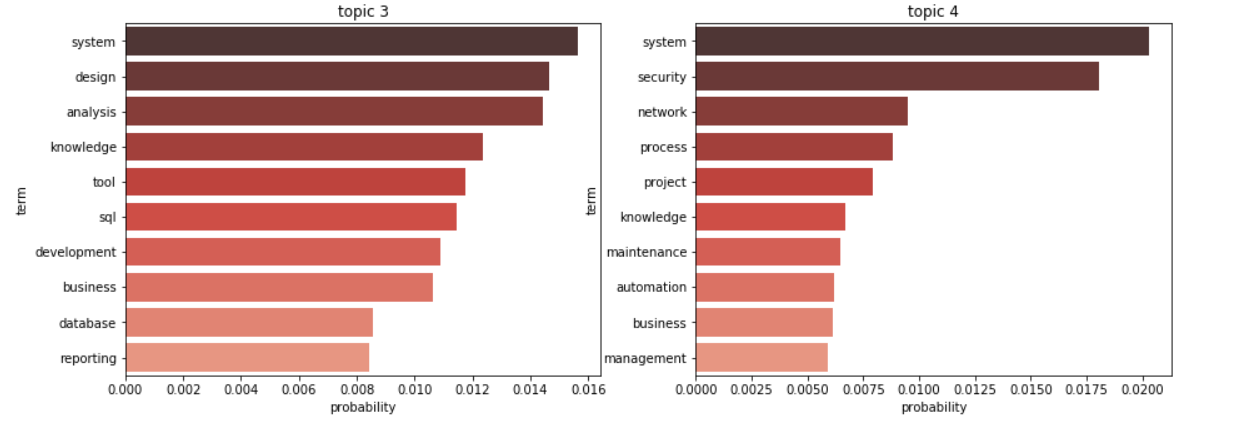 topic 3
system
design
analysis
knowledge
tool
sql
development
business
database
reporting
term
0.000 0.002 0.004 0.006 0.008 0.010 0.012 0.014 0.016
probability
topic 4
system
security
network
process
project
knowledge
maintenance
automation
business
management
term
0.0000 0.0025 0.0050 0.0075 0.0100 0.0125 0.0150 0.0175 0.0200
probability